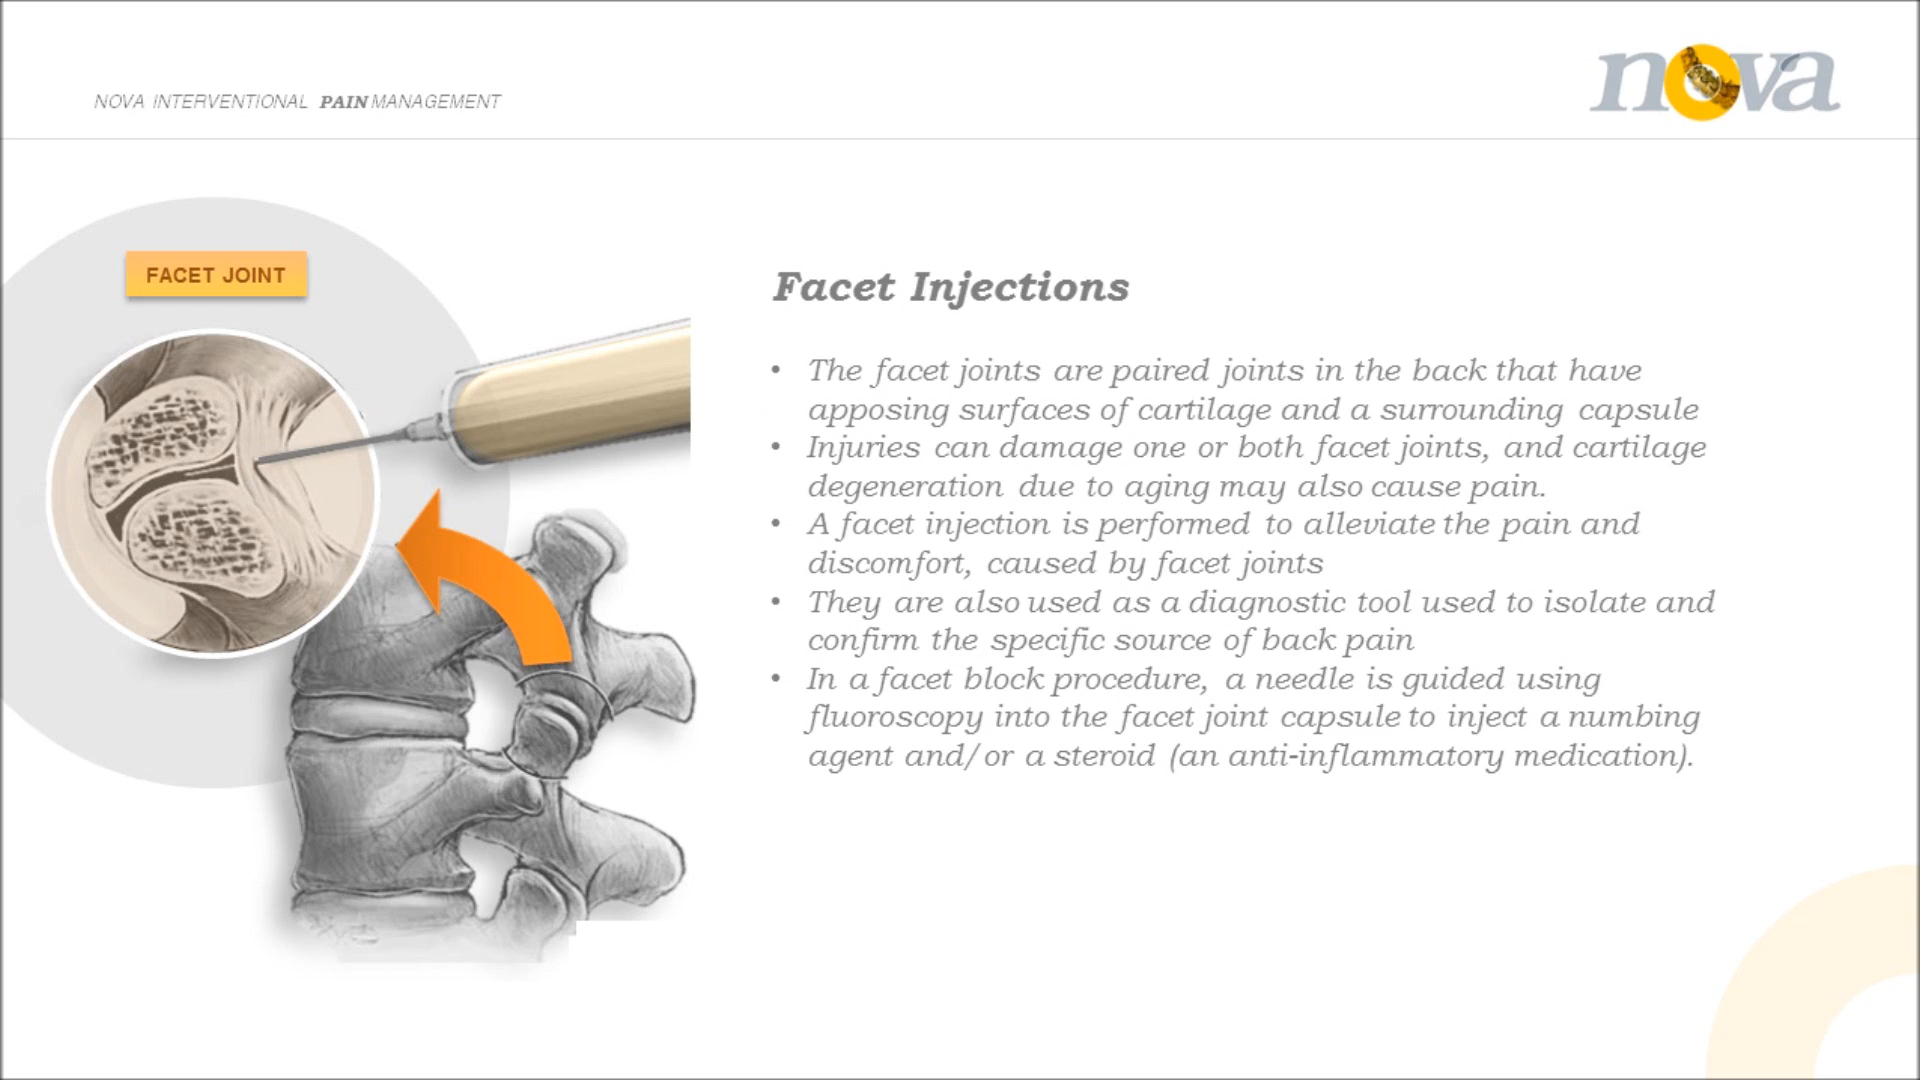 NOVA INTERVENTIONAL PAIN MANAGEMENT
nova
FACET JOINT
Facet Injections
• The facet joints are paired joints in the back that have
apposing surfaces of cartilage and a surrounding capsule
• Injuries can damage one or both facet joints, and cartilage
degeneration due to aging may also cause pain.
• A facet injection is performed to alleviate the pain and
discomfort, caused by facet joints
• They are also used as a diagnostic tool used to isolate and
confirm the specific source of back pain
• In a facet block procedure, a needle is guided using
fluoroscopy into the facet joint capsule to inject a numbing
agent and/or a steroid (an anti-inflammatory medication).